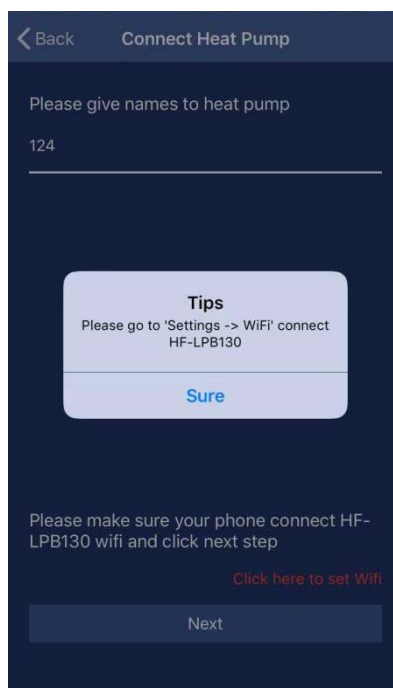 Back
Connect Heat Pump
Please give names to heat pump
124
Tips
Please go to 'Settings -> WiFi' connect
HF-LPB130
Sure
Please make sure your phone connect HF-
LPB130 wifi and click next step
Click here to set Wifi
Next